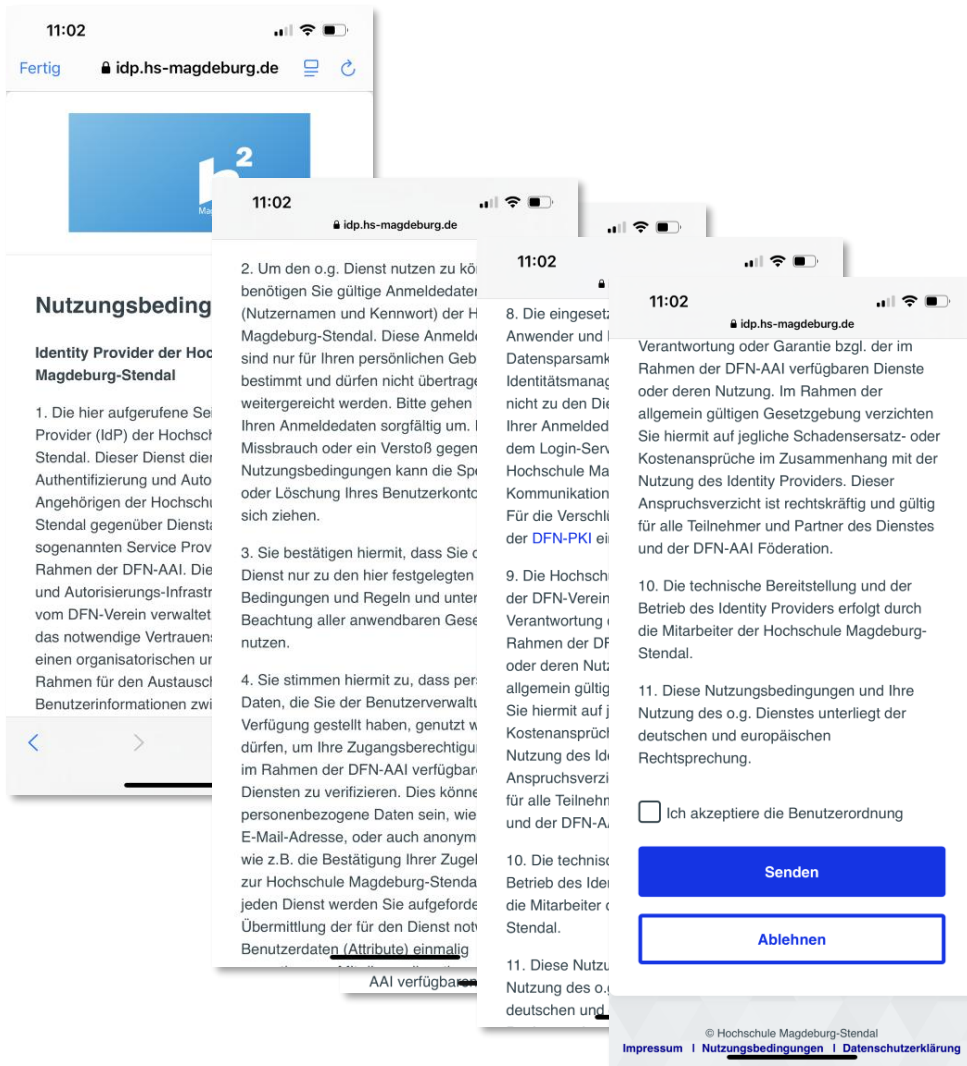 11:02
Fertig
idp.hs-magdeburg.de
h2
Nutzungsbeding
Identity Provider der Hoc
Magdeburg-Stendal
1. Die hier aufgerufene Sei
Provider (IdP) der Hochsch
Stendal. Dieser Dienst dien
Authentifizierung und Auto
Angehörigen der Hochschu
Stendal gegenüber Dienst
sogenannten Service Prov
Rahmen der DFN-AAI. Die
und Autorisierungs-Infrastr
vom DFN-Verein verwaltet
das notwendige Vertrauens
einen organisatorischen un
Rahmen für den Austausch
Benutzerinformationen zwi
11:02
idp.hs-magdeburg.de
2. Um den o.g. Dienst nutzen zu kö
benötigen Sie gültige Anmeldedaten
(Nutzernamen und Kennwort) der H
Magdeburg-Stendal. Diese Anmelde
sind nur für Ihren persönlichen Geb
bestimmt und dürfen nicht übertrage
weitergereicht werden. Bitte gehen
Ihren Anmeldedaten sorgfältig um.
Missbrauch oder ein Verstoß gegen
Nutzungsbedingungen kann die Spe
oder Löschung Ihres Benutzerkonto
sich ziehen.
3. Sie bestätigen hiermit, dass Sie d
Dienst nur zu den hier festgelegten
Bedingungen und Regeln und unter
Beachtung aller anwendbaren Gese
nutzen.
4. Sie stimmen hiermit zu, dass pers
Daten, die Sie der Benutzerverwaltu
Verfügung gestellt haben, genutzt w
dürfen, um Ihre Zugangsberechtigu
im Rahmen der DFN-AAI verfügbar
Diensten zu verifizieren. Dies könne
personenbezogene Daten sein, wie
E-Mail-Adresse, oder auch anonym
wie z.B. die Bestätigung Ihrer Zugeh
zur Hochschule Magdeburg-Stenda
jeden Dienst werden Sie aufgeforde
Übermittlung der für den Dienst notw
Benutzerdaten (Attribute) einmalig
AAI verfügbaren
11:02
8. Die eingesetz
Anwender und
Datensparsamk
Identitätsmanag
nicht zu den Die
Ihrer Anmelded
dem Login-Serv
Hochschule Ma
Kommunikation
Für die Verschlü
der DFN-PKI ei
9. Die Hochsch
der DFN-Verein
Verantwortung
Rahmen der DF
oder deren Nutz
allgemein gültig
Sie hiermit auf j
Kostenansprüch
Nutzung des Ide
Anspruchsverzi
für alle Teilnehm
und der DFN-A
10. Die technisc
Betrieb des Iden
die Mitarbeiter d
Stendal.
11. Diese Nutzu
Nutzung des o.g
deutschen und
11:02
idp.hs-magdeburg.de
Verantwortung oder Garantie bzgl. der im
Rahmen der DFN-AAI verfügbaren Dienste
oder deren Nutzung. Im Rahmen der
allgemein gültigen Gesetzgebung verzichten
Sie hiermit auf jegliche Schadensersatz- oder
Kostenansprüche im Zusammenhang mit der
Nutzung des Identity Providers. Dieser
Anspruchsverzicht ist rechtskräftig und gültig
für alle Teilnehmer und Partner des Dienstes
und der DFN-AAI Föderation.
10. Die technische Bereitstellung und der
Betrieb des Identity Providers erfolgt durch
die Mitarbeiter der Hochschule Magdeburg-
Stendal.
11. Diese Nutzungsbedingungen und Ihre
Nutzung des o.g. Dienstes unterliegt der
deutschen und europäischen
Rechtsprechung.
Ich akzeptiere die Benutzerordnung
Senden
Ablehnen
© Hochschule Magdeburg-Stendal
Impressum | Nutzungsbedingungen | Datenschutzerklärung